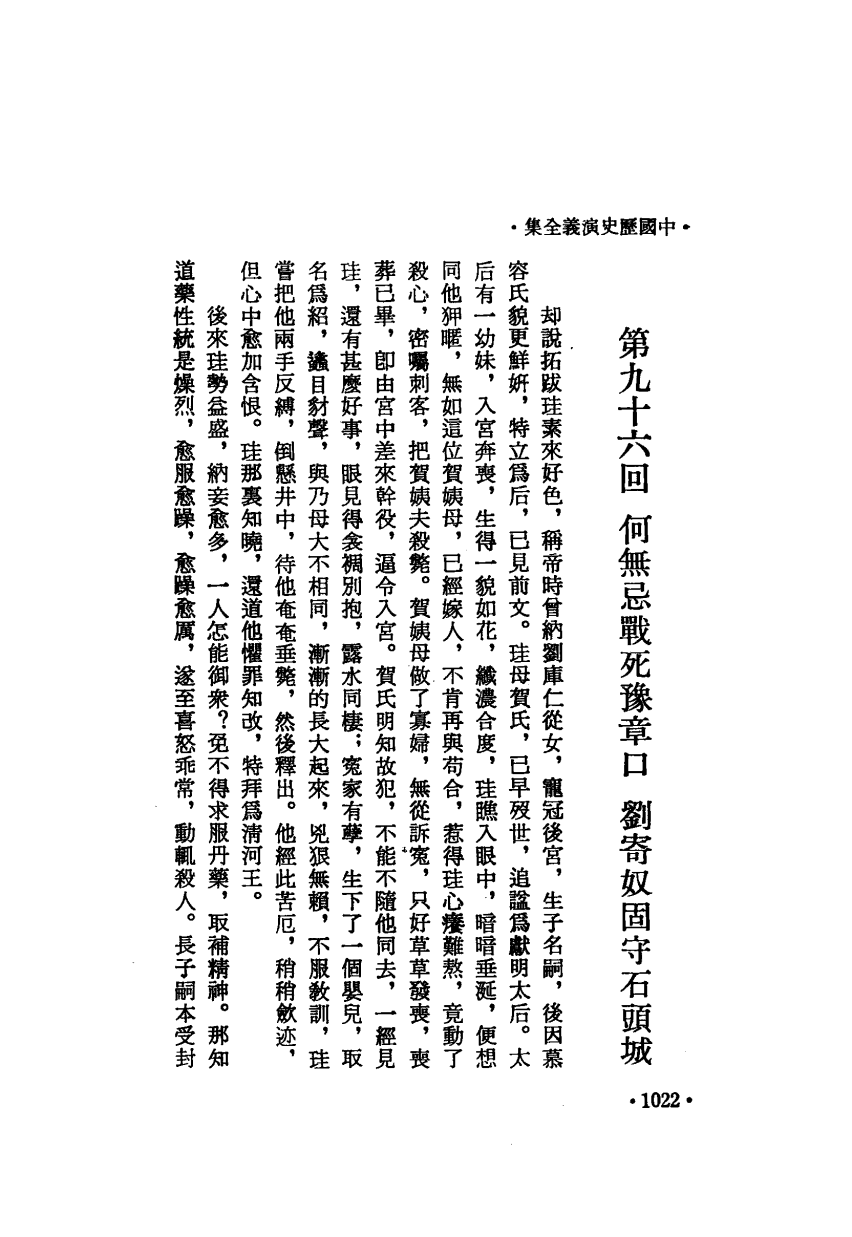 ·中國歷史演義全集·
第九十六回 何無忌戰死豫章口 劉寄奴固守石頭城
却說拓跋珪素來好色，稱帝時曾納劉庫仁從女，寵冠後宮，生子名嗣，後因慕
容氏貌更鮮妍，特立爲后，已見前文。珪母賀氏，已早歿世，追謚爲獻明太后。太
后有一幼妹，入宮奔喪，生得一貌如花，纖濃合度，珪瞧入眼中，暗暗垂涎，便想
同他狎暱，無如這位賀姨母，已經嫁人，不肯再與苟合，惹得珪心癢難熬，竟動了
殺心，密囑刺客，把賀姨夫殺斃。賀姨母做了寡婦，無從訴寃，只好草草發喪，喪
葬已畢，卽由宮中差來幹役，逼令入宮。賀氏明知故犯，不能不隨他同去，一經見
珪，還有甚麼好事，眼見得衾裯別抱，露水同棲；寃家有孽，生下了一個嬰兒，取
名爲紹，蠭目豺聲，與乃母大不相同，漸漸的長大起來，兇狠無賴，不服敎訓，珪
嘗把他兩手反縛，倒懸井中，待他奄奄垂斃，然後釋出。他經此苦厄，稍稍歛迹，
但心中愈加含恨。珪那裏知曉，還道他懼罪知改，特拜爲淸河王。
後來珪勢益盛，納妾愈多，一人怎能御衆？免不得求服丹藥，取補精神。那知
道藥性統是燥烈，愈服愈躁，愈躁愈厲，遂至喜怒乖常，動輒殺人。長子嗣本受封
·1022·